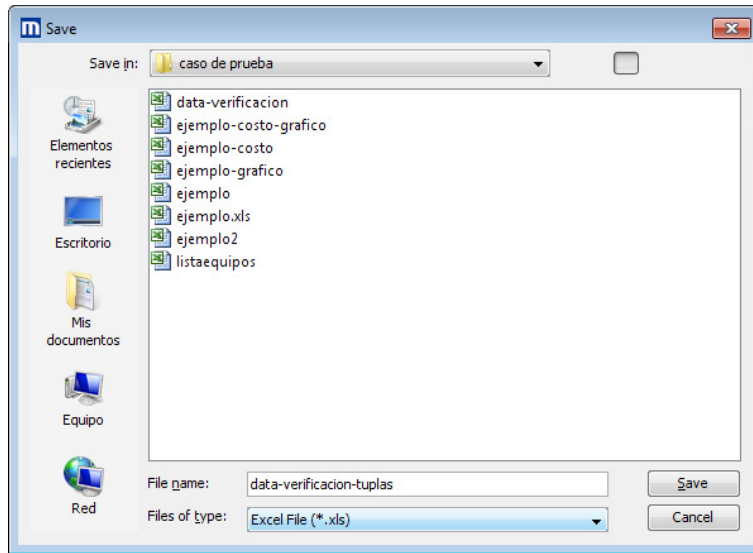 m Save
Save in: caso de prueba
Elementos recientes
Escritorio
Mis documentos
Equipo
Red
data-verificacion
ejemplo-costo-grafico
ejemplo-costo
ejemplo-grafico
ejemplo
ejemplo.xls
ejemplo2
listaequipos
File name: data-verificacion-tuplas Save
Files of type: Excel File (*.xls) Cancel